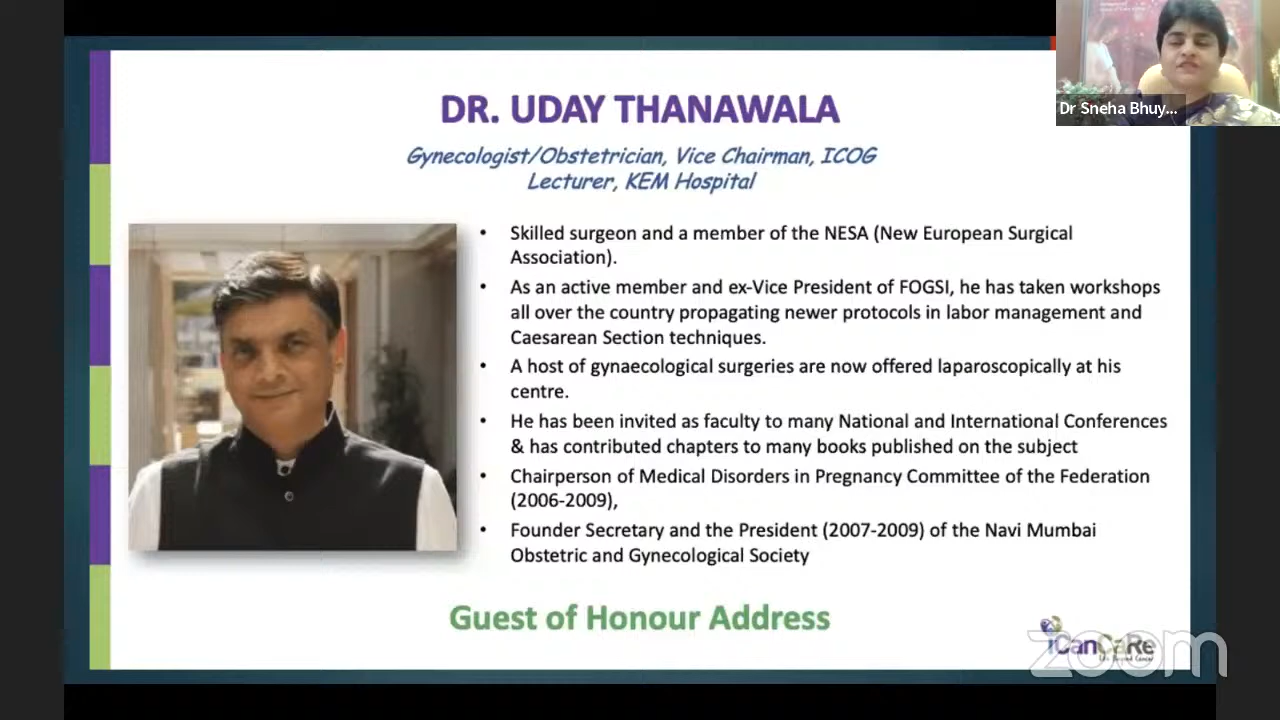 DR. UDAY THANAWALA
Gynecologist/Obstetrician, Vice Chairman, ICOG
Lecturer, KEM Hospital
• Skilled surgeon and a member of the NESA (New European Surgical
Association).
• As an active member and ex-Vice President of FOGSI, he has taken workshops
all over the country propagating newer protocols in labor management and
Caesarean Section techniques.
• A host of gynaecological surgeries are now offered laparoscopically at his
centre.
• He has been invited as faculty to many National and International Conferences
& has contributed chapters to many books published on the subject
• Chairperson of Medical Disorders in Pregnancy Committee of the Federation
(2006-2009),
• Founder Secretary and the President (2007-2009) of the Navi Mumbai
Obstetric and Gynecological Society
Guest of Honour Address
Dr Sneha Bhuy...
iCanCaRe
zoom